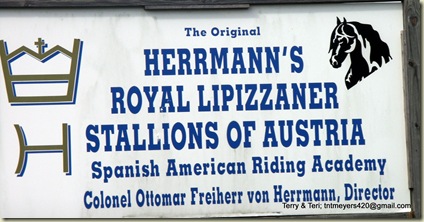 The Original
HERRMANN'S
ROYAL LIPIZZANER
STALLIONS OF AUSTRIA
Spanish American Riding Academy
Colonel Ottomar Freiherr von Herrmann, Director
Terry & Teri; tntmeyers420@gmail.com